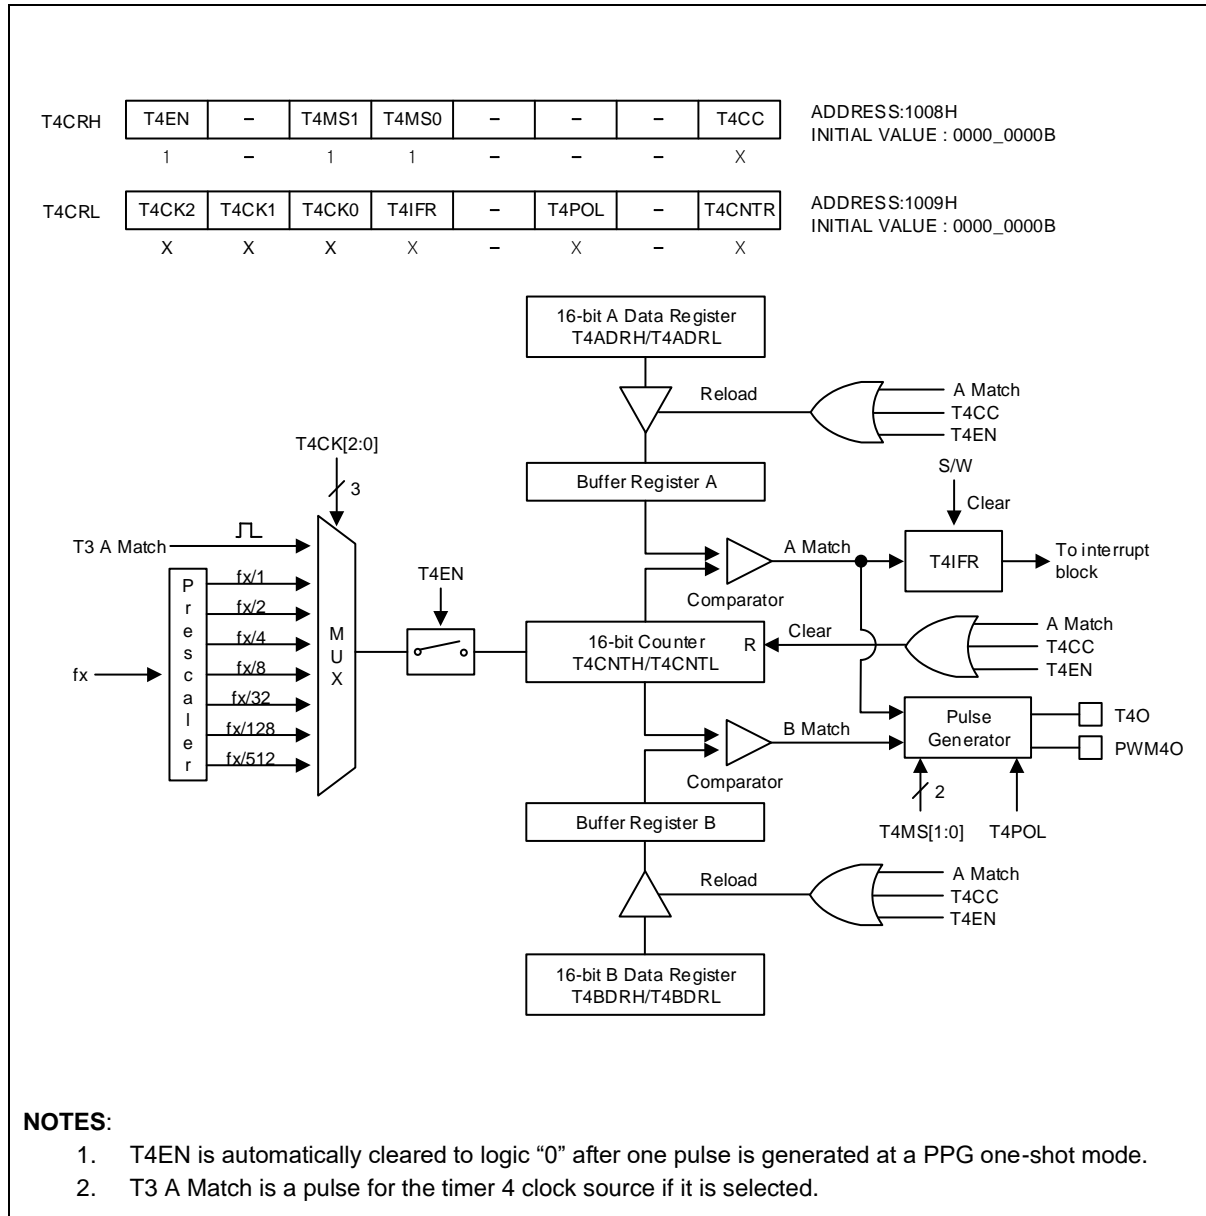 T4CRH T4EN – T4MS1 T4MS0 – – – T4CC
ADDRESS:1008H
INITIAL VALUE : 0000_0000B
1 – 1 1 – – – X
T4CRL T4CK2 T4CK1 T4CK0 T4IFR – T4POL – T4CNTR
ADDRESS:1009H
INITIAL VALUE : 0000_0000B
X X X X – X – X
16-bit A Data Register
T4ADRH/T4ADRL
Reload
A Match
T4CC
T4EN
T4CK[2:0]
3
Buffer Register A
S/W
Clear
T3 A Match
Prescaler
fx/1
fx/2
fx/4
fx/8
fx/32
fx/128
fx/512
fx
MUX
T4EN
A Match
Comparator
T4IFR
To interrupt
block
16-bit Counter
T4CNTH/T4CNTL
R
Clear
A Match
T4CC
T4EN
B Match
Comparator
Pulse
Generator
T4O
PWM4O
2
T4MS[1:0]
T4POL
Buffer Register B
Reload
A Match
T4CC
T4EN
16-bit B Data Register
T4BDRH/T4BDRL
NOTES:
1. T4EN is automatically cleared to logic “0” after one pulse is generated at a PPG one-shot mode.
2. T3 A Match is a pulse for the timer 4 clock source if it is selected.